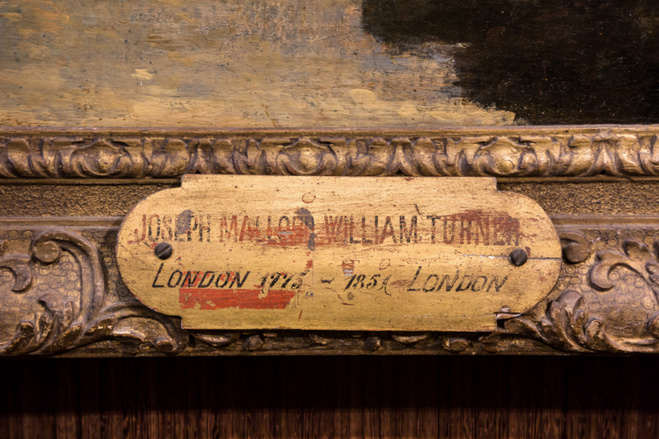 JOSEPH MALLORD WILLIAM TURNER
LONDON 1775 - 1851 LONDON